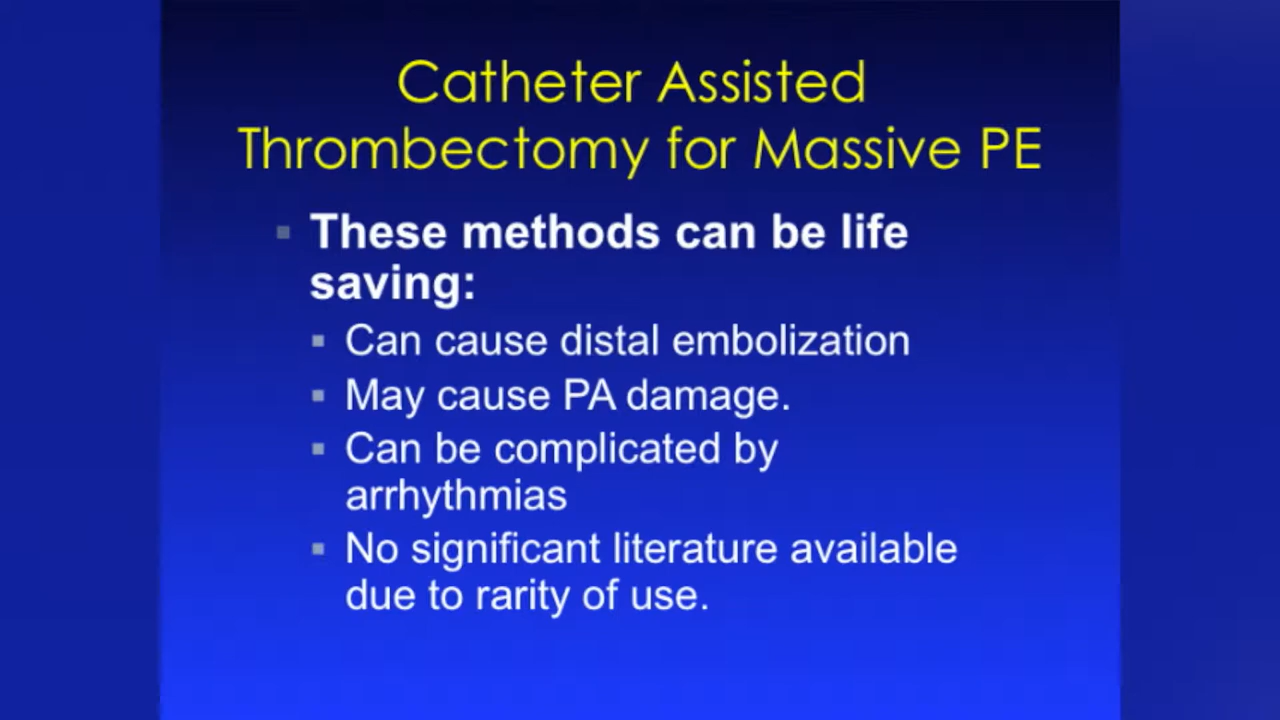 Catheter Assisted
Thrombectomy for Massive PE
These methods can be life
saving:
Can cause distal embolization
May cause PA damage.
Can be complicated by
arrhythmias
No significant literature available
due to rarity of use.